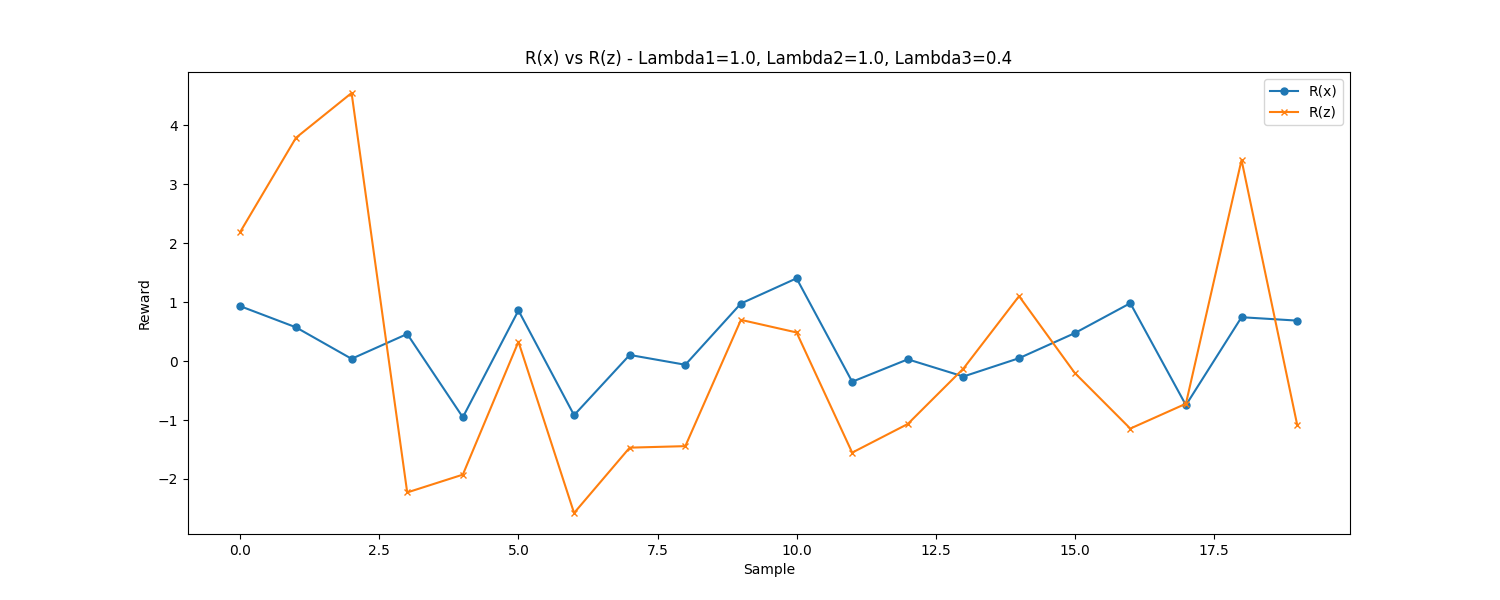 R(x) vs R(z) - Lambda1=1.0, Lambda2=1.0, Lambda3=0.4
R(x)
R(z)
4
3
2
1
0
−1
−2
Reward
0.0 2.5 5.0 7.5 10.0 12.5 15.0 17.5
Sample